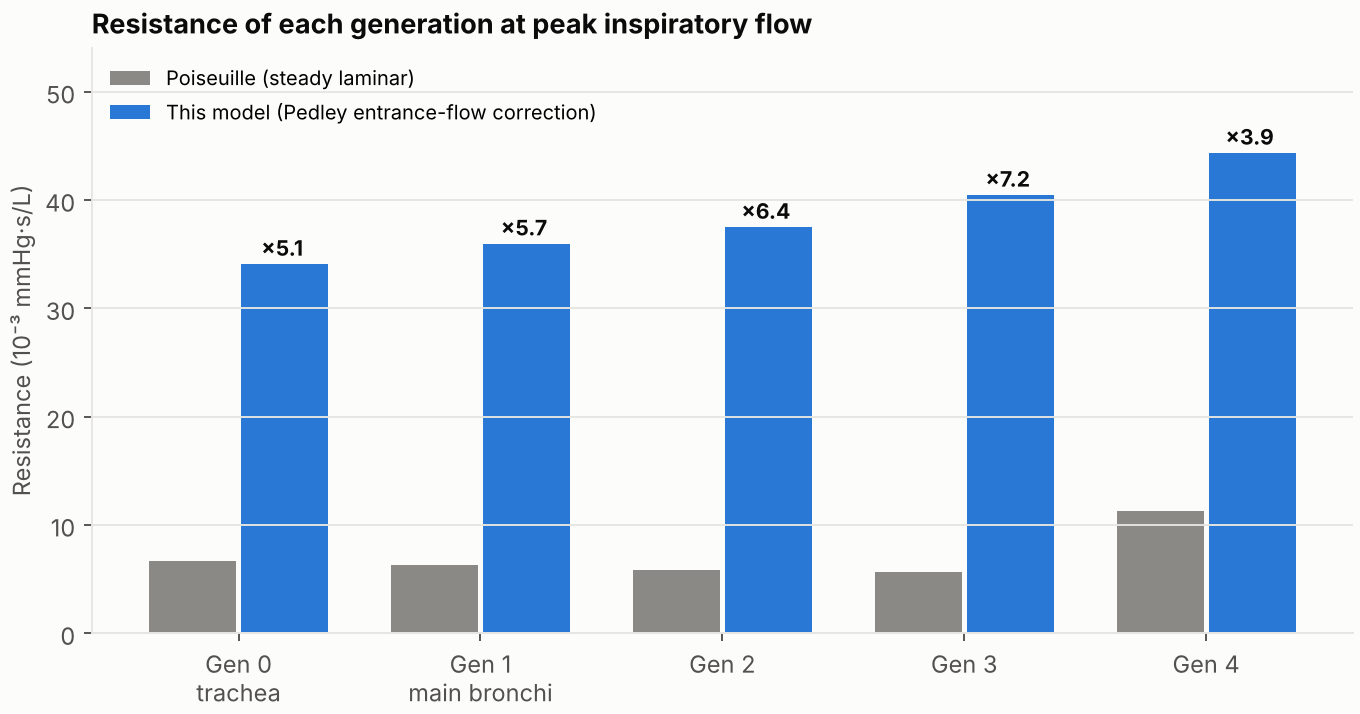 Resistance of each generation at peak inspiratory flow
Poiseuille (steady laminar)
This model (Pedley entrance-flow correction)
Resistance (10⁻³ mmHg·s/L)
50
40
30
20
10
0
×5.1
×5.7
×6.4
×7.2
×3.9
Gen 0
trachea
Gen 1
main bronchi
Gen 2
Gen 3
Gen 4